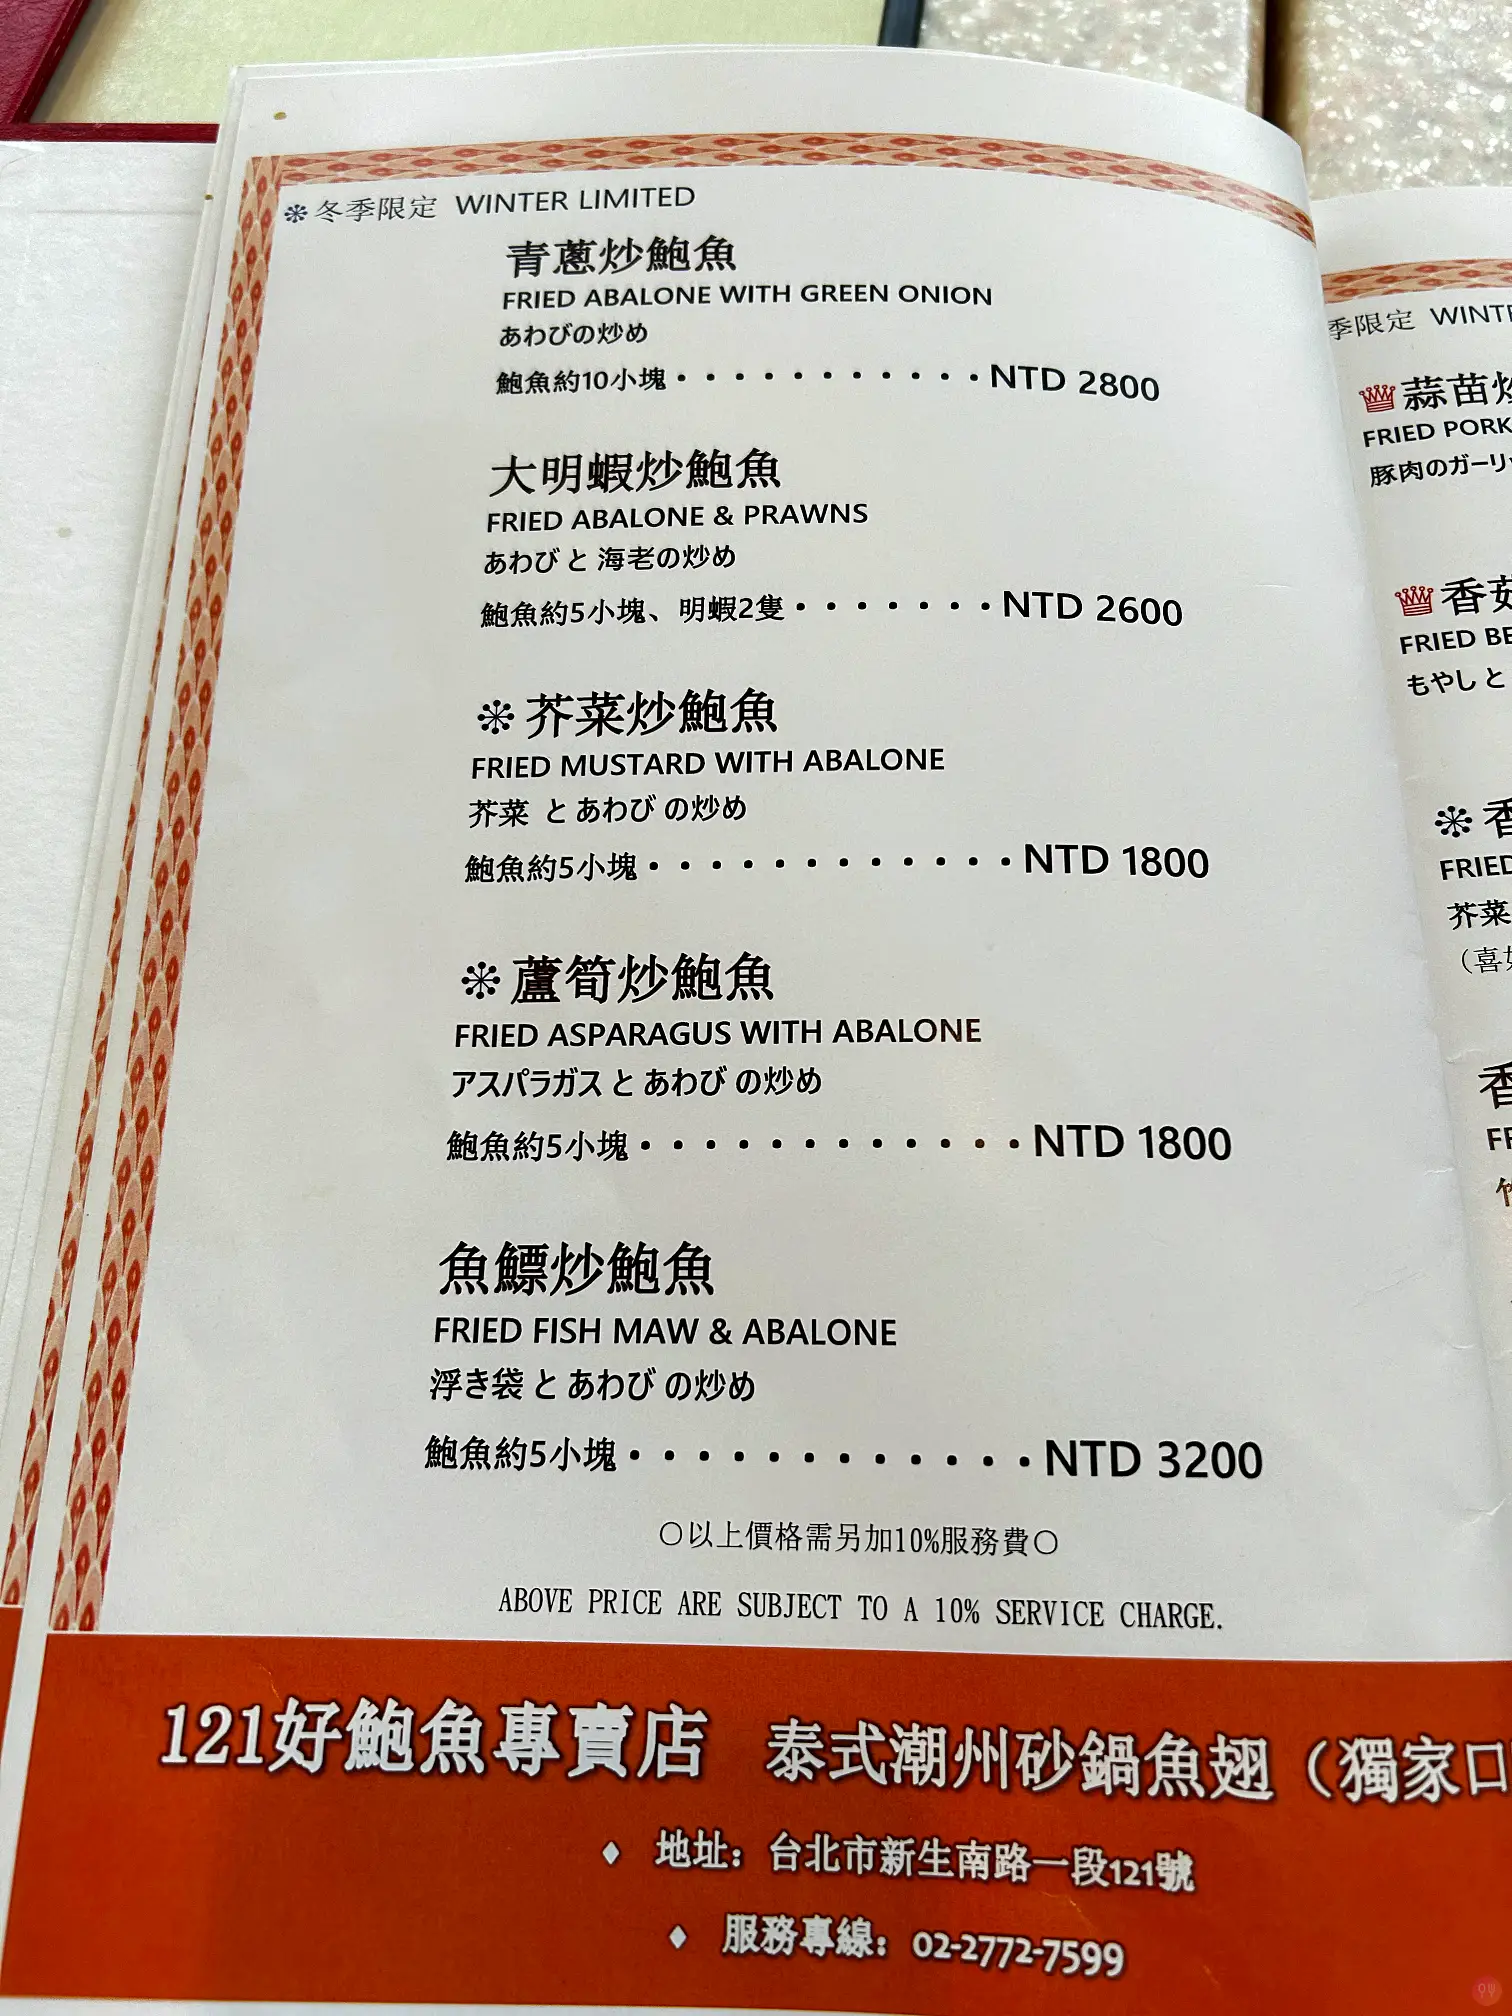 ❇冬季限定 WINTER LIMITED
青蔥炒鮑魚
FRIED ABALONE WITH GREEN ONION
あわびの炒め
鮑魚約10小塊・・・・・・・・・・・NTD 2800
大明蝦炒鮑魚
FRIED ABALONE & PRAWNS
あわび と 海老の炒め
鮑魚約5小塊、明蝦2隻・・・・・・・NTD 2600
❇芥菜炒鮑魚
FRIED MUSTARD WITH ABALONE
芥菜 と あわび の炒め
鮑魚約5小塊・・・・・・・・・・・・・NTD 1800
❇蘆筍炒鮑魚
FRIED ASPARAGUS WITH ABALONE
アスパラガス と あわび の炒め
鮑魚約5小塊・・・・・・・・・・・・NTD 1800
魚鰾炒鮑魚
FRIED FISH MAW & ABALONE
浮き袋 と あわび の炒め
鮑魚約5小塊・・・・・・・・・・・・NTD 3200
○以上價格需另加10%服務費○
ABOVE PRICE ARE SUBJECT TO A 10% SERVICE CHARGE.
121好鮑魚專賣店 泰式潮州砂鍋魚翅（獨家口
♦ 地址：台北市新生南路一段121號
♦ 服務專線：02-2772-7599
季限定 WINT
蒜苗
FRIED PORK
豚肉のガーリ
香
FRIED BE
もやし と
❇
FRIED
芥菜
（喜